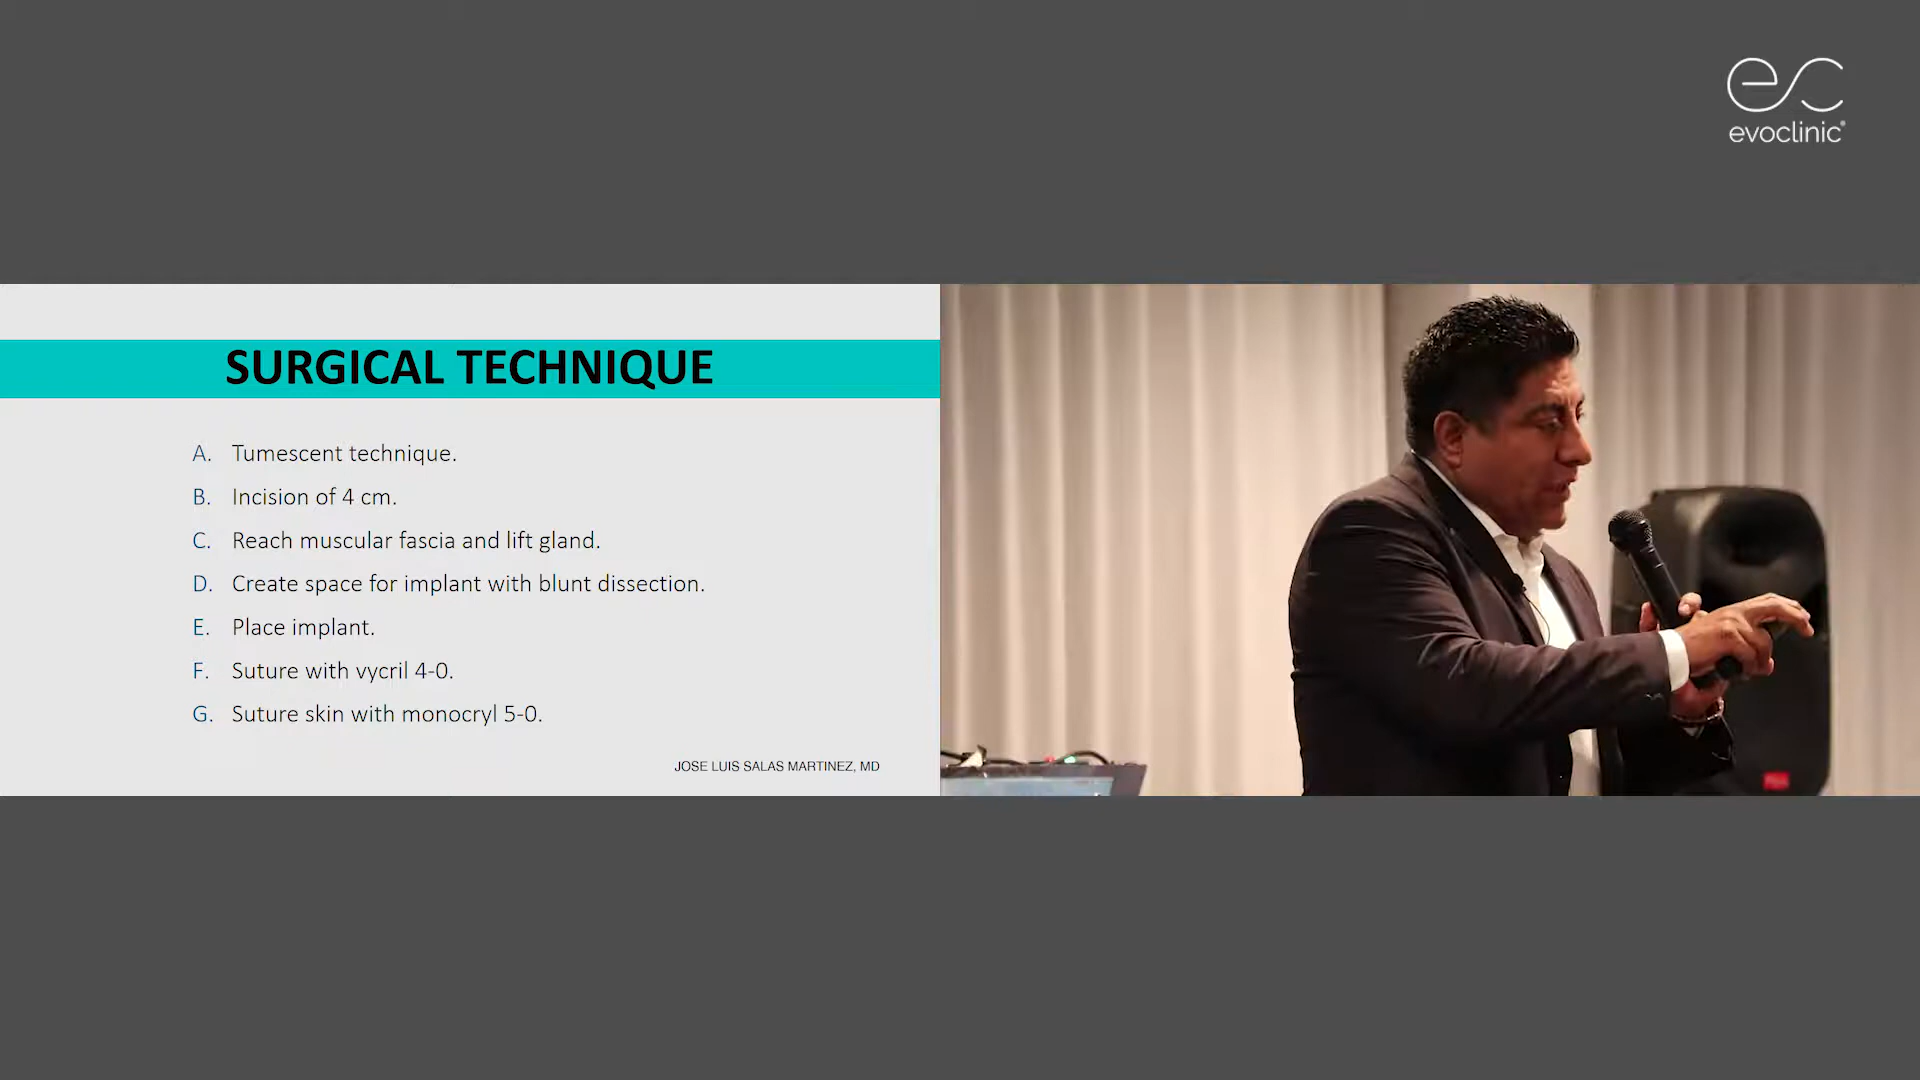 ec
evoclinic®
SURGICAL TECHNIQUE
A. Tumescent technique.
B. Incision of 4 cm.
C. Reach muscular fascia and lift gland.
D. Create space for implant with blunt dissection.
E. Place implant.
F. Suture with vycril 4-0.
G. Suture skin with monocryl 5-0.
JOSE LUIS SALAS MARTINEZ, MD